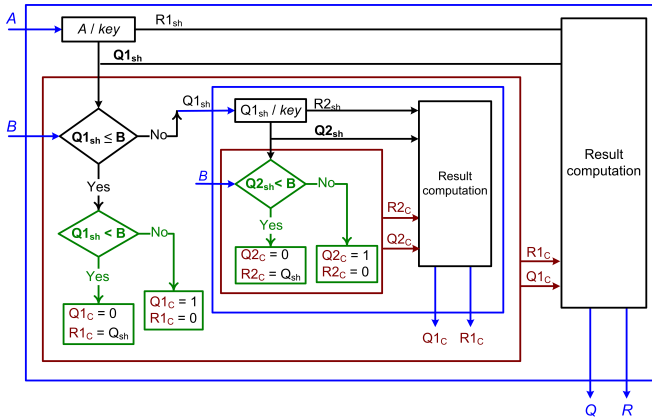 A
A / key
R1sh
Q1sh
B
Q1sh ≤ B
No
Q1sh
Q1sh / key
R2sh
Q2sh
Result
computation
B
Q2sh < B
No
Yes
Q2C = 0
R2C = Qsh
Q2C = 1
R2C = 0
R2C
Q2C
Yes
Q1sh < B
No
Yes
Q1C = 0
R1C = Qsh
Q1C = 1
R1C = 0
Q1C
R1C
R1C
Q1C
Result
computation
Q
R